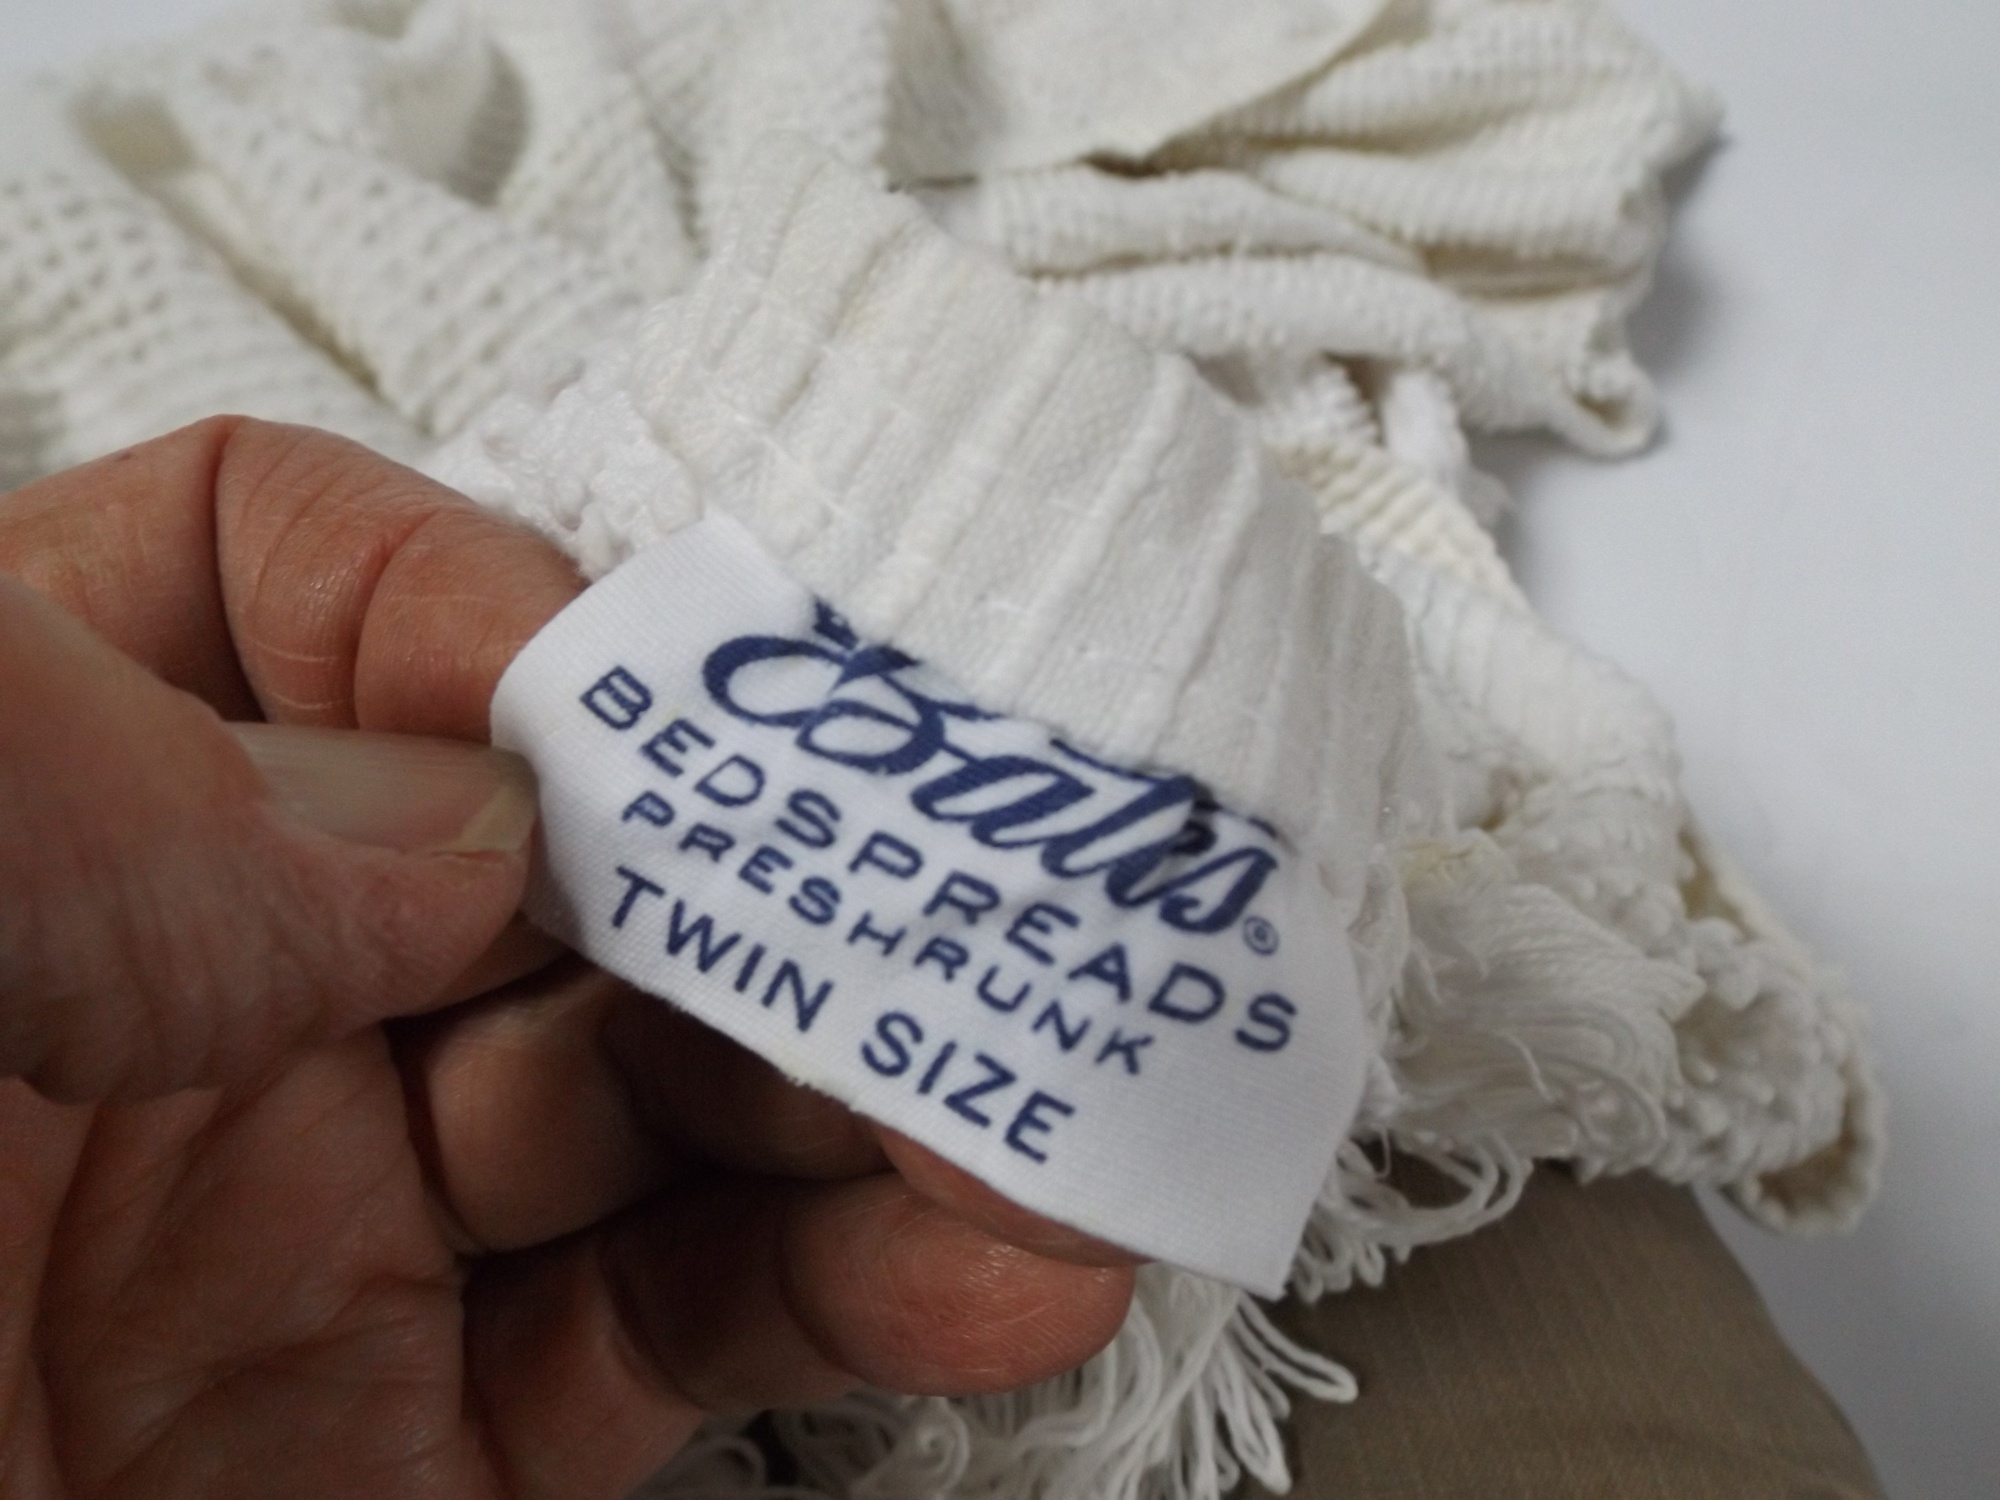 Bates®
BEDSPREADS
PRESHRUNK
TWIN SIZE